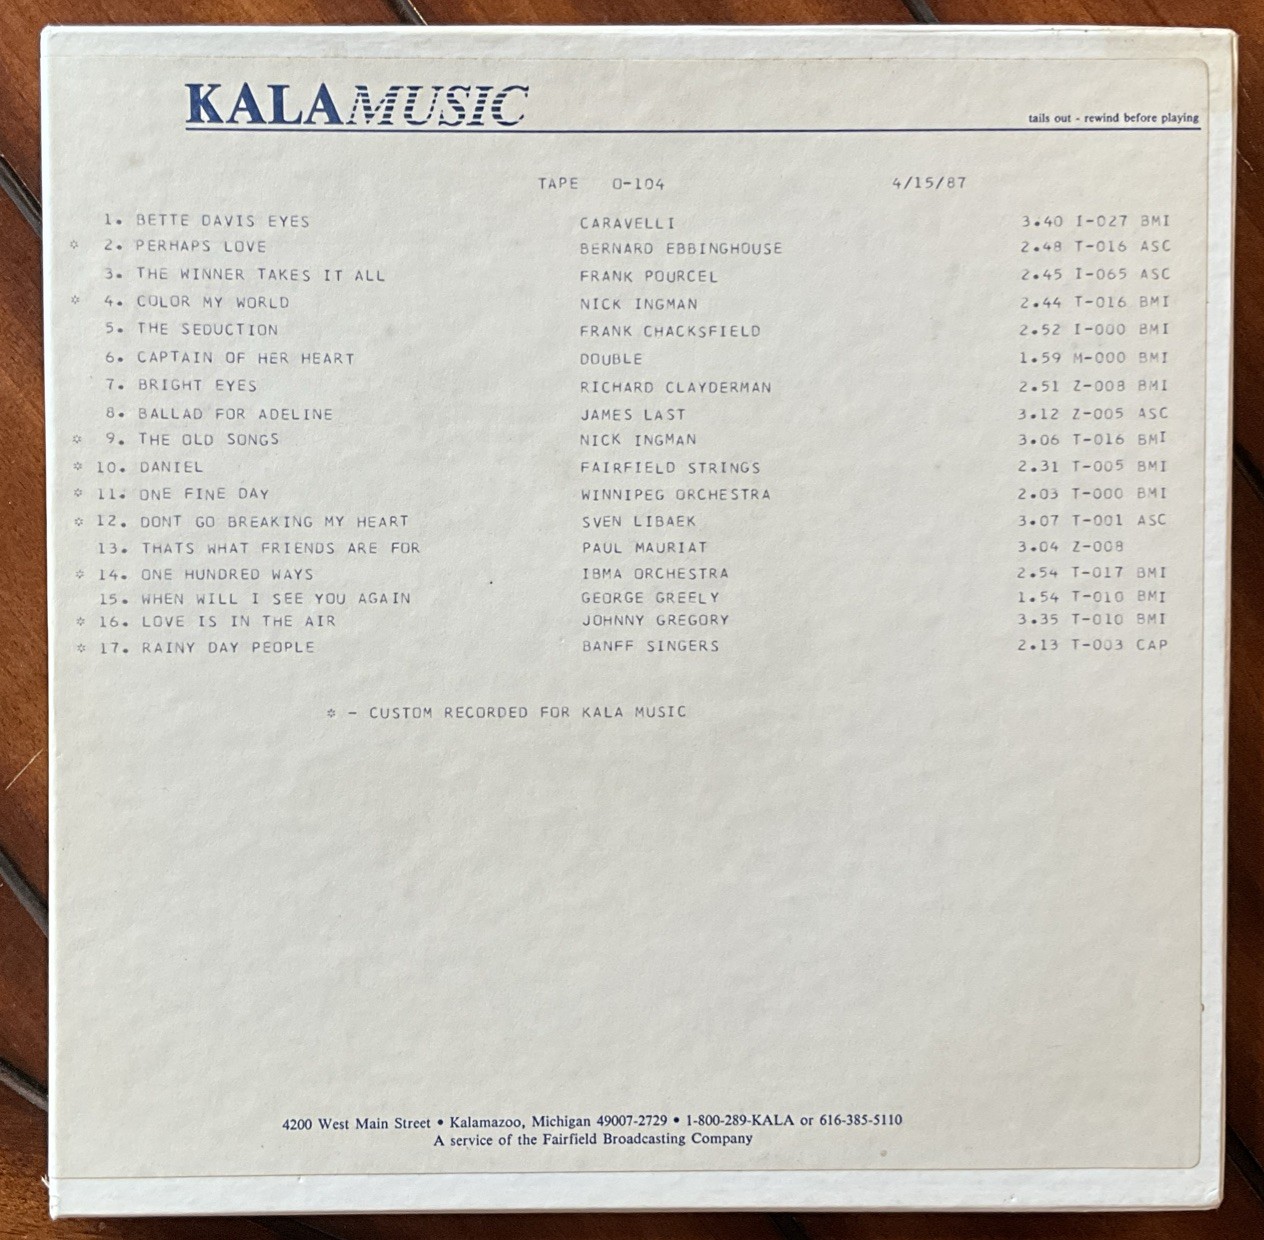 KALAMUSIC
tails out - rewind before playing
TAPE 0-104 4/15/87
1. BETTE DAVIS EYES CARAVELLI 3.40 I-027 BMI
* 2. PERHAPS LOVE BERNARD EBBINGHOUSE 2.48 T-016 ASC
3. THE WINNER TAKES IT ALL FRANK POURCEL 2.45 I-065 ASC
* 4. COLOR MY WORLD NICK INGMAN 2.44 T-016 BMI
5. THE SEDUCTION FRANK CHACKSFIELD 2.52 I-000 BMI
6. CAPTAIN OF HER HEART DOUBLE 1.59 M-000 BMI
7. BRIGHT EYES RICHARD CLAYDERMAN 2.51 Z-008 BMI
8. BALLAD FOR ADELINE JAMES LAST 3.12 Z-005 ASC
* 9. THE OLD SONGS NICK INGMAN 3.06 T-016 BMI
* 10. DANIEL FAIRFIELD STRINGS 2.31 T-005 BMI
* 11. ONE FINE DAY WINNIPEG ORCHESTRA 2.03 T-000 BMI
* 12. DONT GO BREAKING MY HEART SVEN LIBAEK 3.07 T-001 ASC
13. THATS WHAT FRIENDS ARE FOR PAUL MAURIAT 3.04 Z-008
* 14. ONE HUNDRED WAYS IBMA ORCHESTRA 2.54 T-017 BMI
15. WHEN WILL I SEE YOU AGAIN GEORGE GREELY 1.54 T-010 BMI
* 16. LOVE IS IN THE AIR JOHNNY GREGORY 3.35 T-010 BMI
* 17. RAINY DAY PEOPLE BANFF SINGERS 2.13 T-003 CAP
* - CUSTOM RECORDED FOR KALA MUSIC
4200 West Main Street • Kalamazoo, Michigan 49007-2729 • 1-800-289-KALA or 616-385-5110
A service of the Fairfield Broadcasting Company